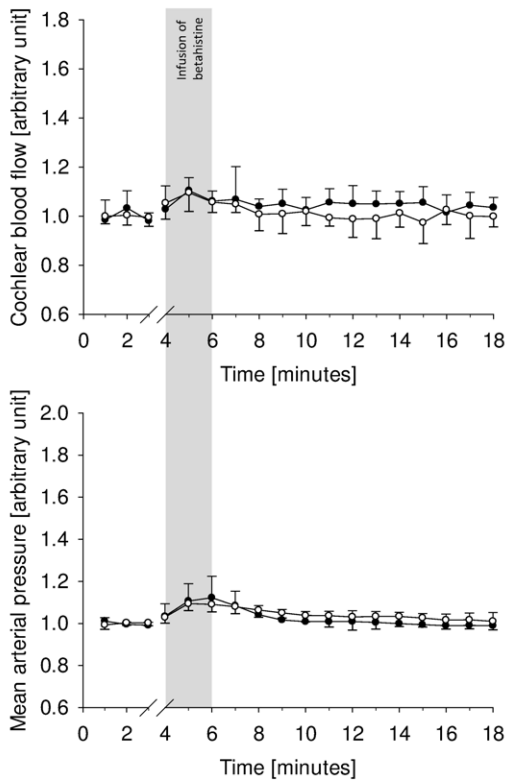 Cochlear blood flow [arbitrary unit]
1.8
1.6
1.4
1.2
1.0
0.8
0.6
Infusion of
betahistine
0 2 4 6 8 10 12 14 16 18
Time [minutes]
Mean arterial pressure [arbitrary unit]
2.0
1.8
1.6
1.4
1.2
1.0
0.8
0.6
0 2 4 6 8 10 12 14 16 18
Time [minutes]